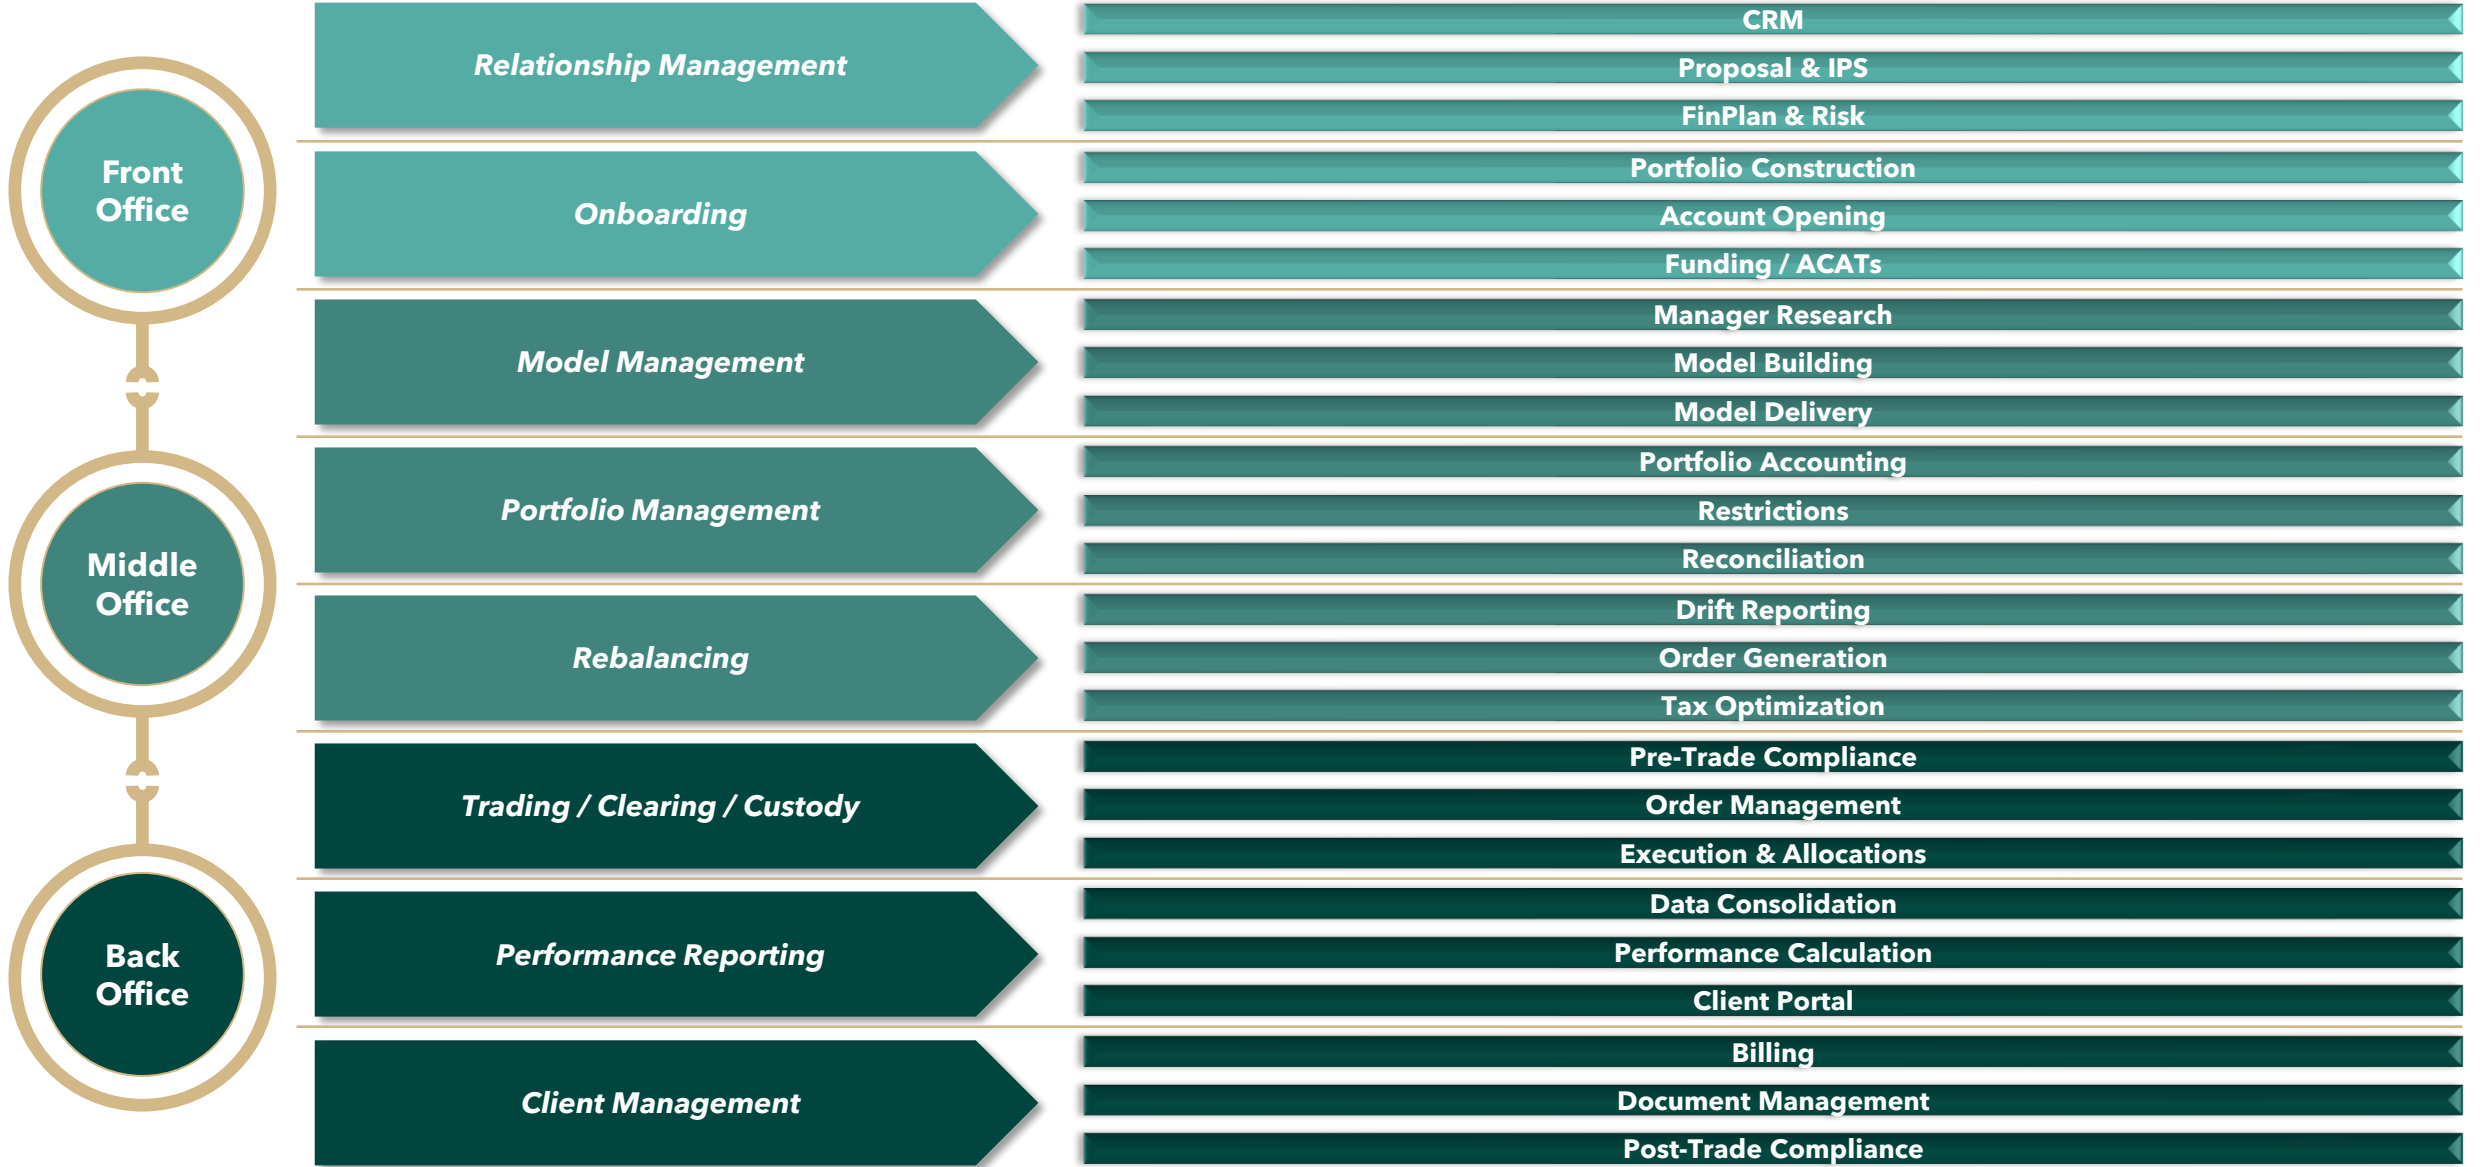 Front
Office
Relationship Management
CRM
Proposal & IPS
FinPlan & Risk
Onboarding
Portfolio Construction
Account Opening
Funding / ACATs
Middle
Office
Model Management
Manager Research
Model Building
Model Delivery
Portfolio Management
Portfolio Accounting
Restrictions
Reconciliation
Rebalancing
Drift Reporting
Order Generation
Tax Optimization
Back
Office
Trading / Clearing / Custody
Pre-Trade Compliance
Order Management
Execution & Allocations
Performance Reporting
Data Consolidation
Performance Calculation
Client Portal
Client Management
Billing
Document Management
Post-Trade Compliance